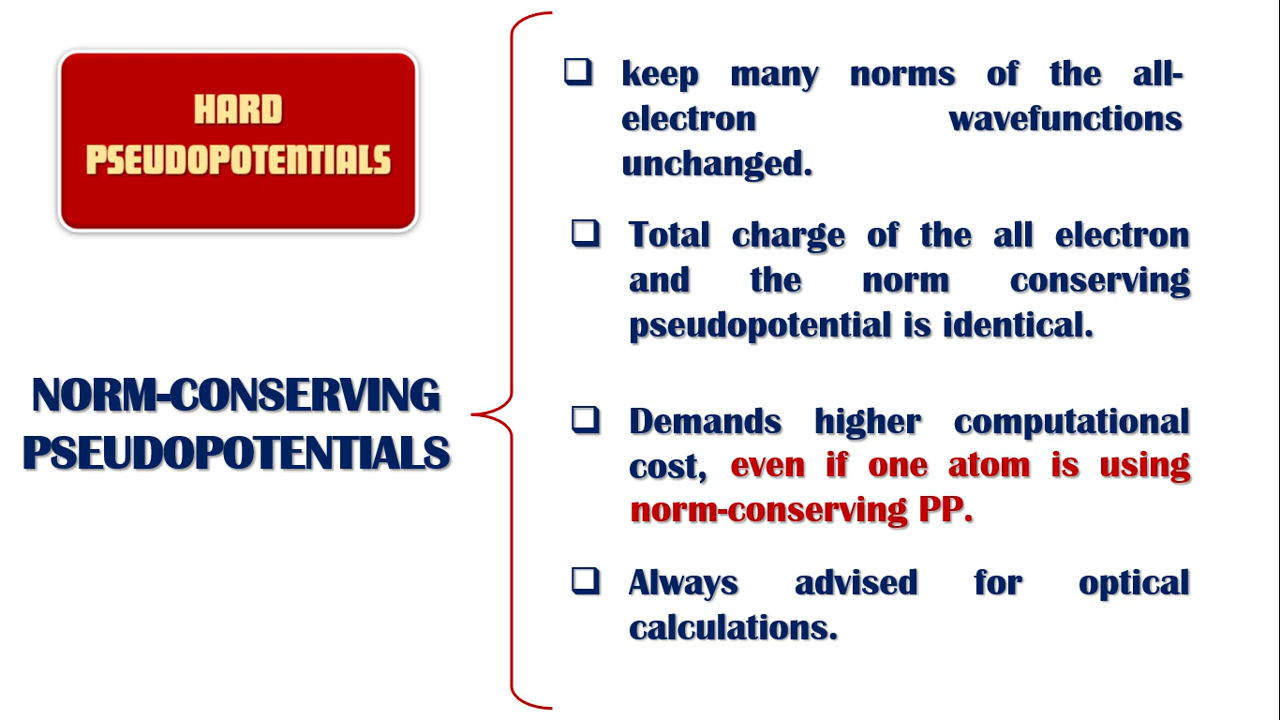 HARD
PSEUDOPOTENTIALS
NORM-CONSERVING
PSEUDOPOTENTIALS
❑ keep many norms of the all-
electron wavefunctions
unchanged.
❑ Total charge of the all electron
and the norm conserving
pseudopotential is identical.
❑ Demands higher computational
cost, even if one atom is using
norm-conserving PP.
❑ Always advised for optical
calculations.